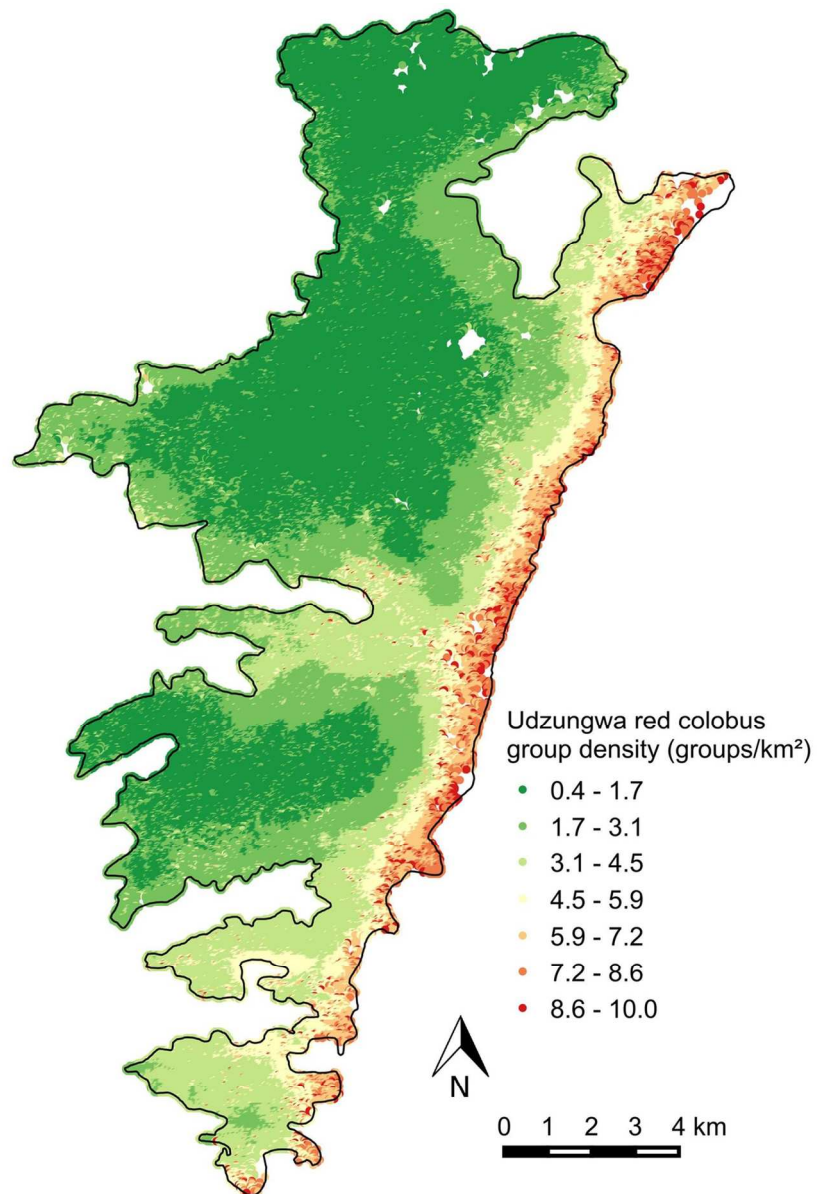 Udzungwa red colobus
group density (groups/km²)
0.4 - 1.7
1.7 - 3.1
3.1 - 4.5
4.5 - 5.9
5.9 - 7.2
7.2 - 8.6
8.6 - 10.0
N
0 1 2 3 4 km